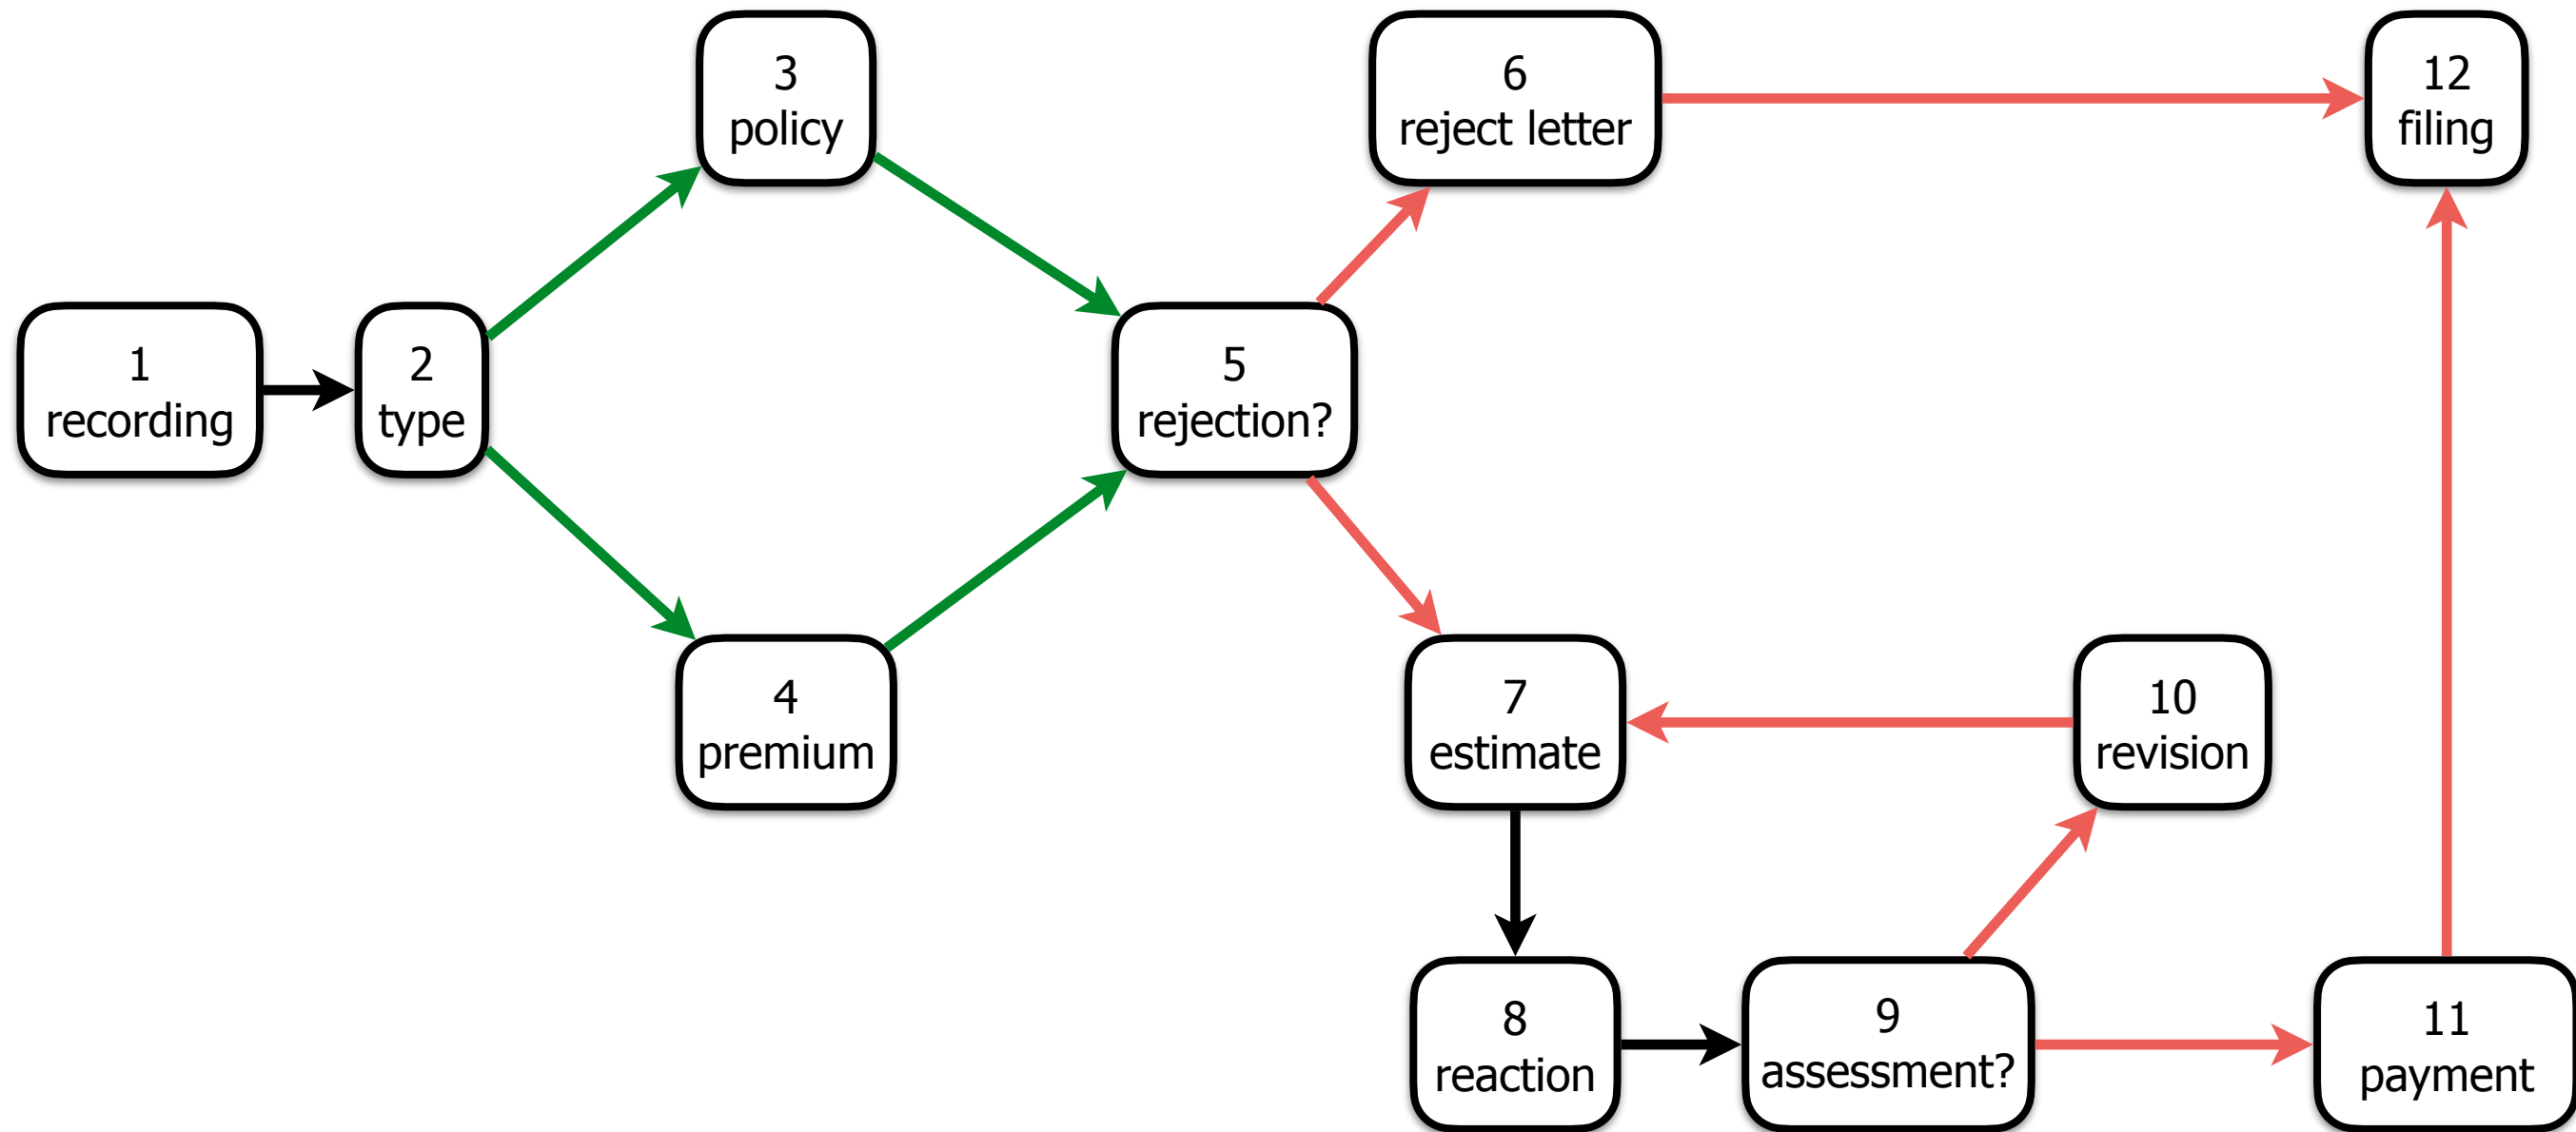 3
policy
6
reject letter
12
filing
1
recording
2
type
5
rejection?
4
premium
7
estimate
10
revision
8
reaction
9
assessment?
11
payment